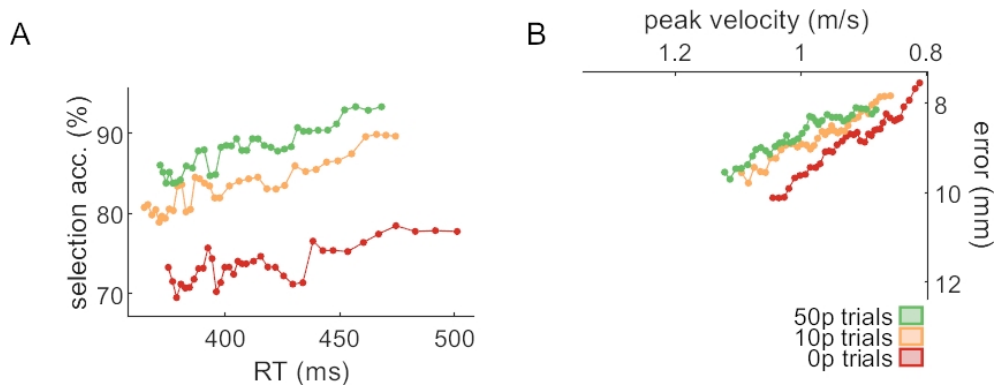 A
selection acc. (%)
90
80
70
400
450
500
RT (ms)
B
peak velocity (m/s)
1.2
1
0.8
8
10
12
error (mm)
50p trials
10p trials
0p trials